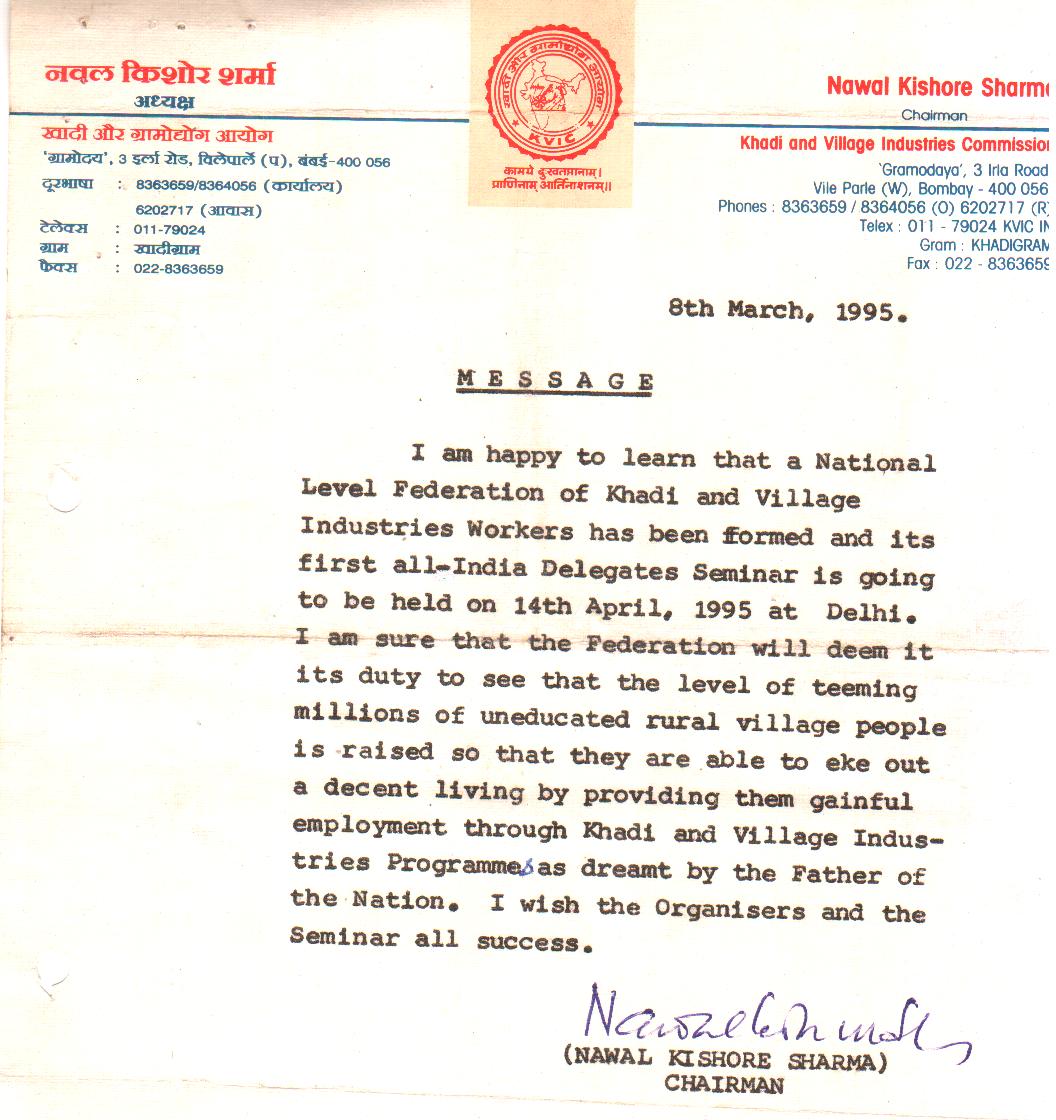 नवल किशोर शर्मा
अध्यक्ष
खादी और ग्रामोद्योग आयोग
'ग्रामोदय', 3 इर्ला रोड, विलेपार्ले (प), बंबई-400 056
दूरभाषा : 8363659/8364056 (कार्यालय)
6202717 (आवास)
टेलेक्स : 011-79024
ग्राम : खादीग्राम
फैक्स : 022-8363659
खादी और ग्रामोद्योग आयोग
KVIC
कामये दुःखतप्तानाम्।
प्राणिनाम् आर्तिनाशनम्॥
Nawal Kishore Sharma
Chairman
Khadi and Village Industries Commission
'Gramodaya', 3 Irla Road
Vile Parle (W), Bombay - 400 056
Phones : 8363659 / 8364056 (O) 6202717 (R)
Telex : 011 - 79024 KVIC IN
Gram : KHADIGRAM
Fax : 022 - 8363659
8th March, 1995.
M E S S A G E
I am happy to learn that a National
Level Federation of Khadi and Village
Industries Workers has been formed and its
first all-India Delegates Seminar is going
to be held on 14th April, 1995 at Delhi.
I am sure that the Federation will deem it
its duty to see that the level of teeming
millions of uneducated rural village people
is raised so that they are able to eke out
a decent living by providing them gainful
employment through Khadi and Village Indus-
tries Programmes as dreamt by the Father of
the Nation. I wish the Organisers and the
Seminar all success.
(NAWAL KISHORE SHARMA)
CHAIRMAN